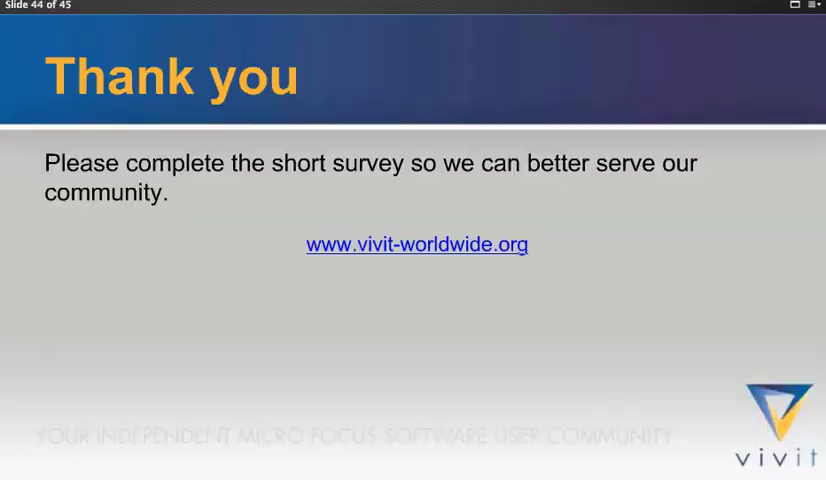 Slide 44 of 45
Thank you
Please complete the short survey so we can better serve our
community.
www.vivit-worldwide.org
YOUR INDEPENDENT MICRO FOCUS SOFTWARE USER COMMUNITY
vivit